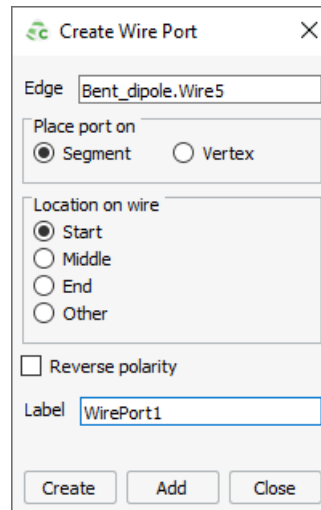 Create Wire Port
Edge Bent_dipole.Wire5
Place port on
Segment Vertex
Location on wire
Start
Middle
End
Other
Reverse polarity
Label WirePort1
Create Add Close